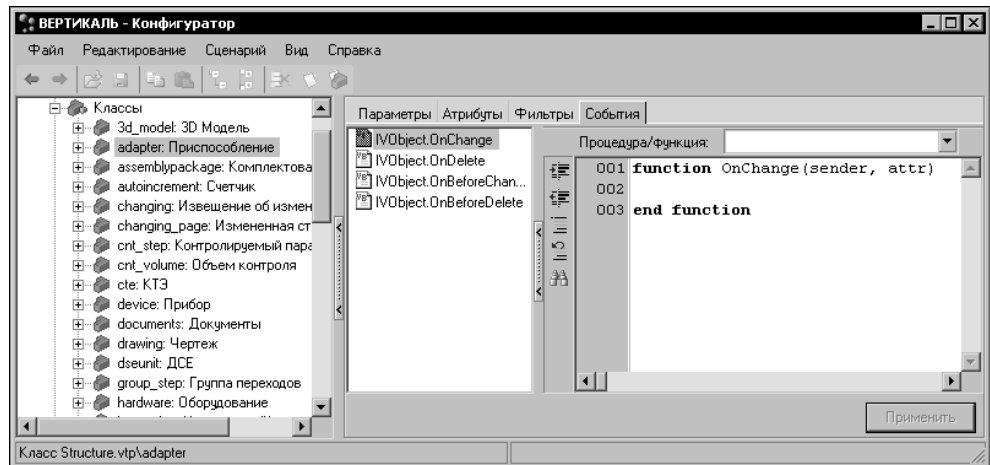 ВЕРТИКАЛЬ - Конфигуратор
Файл Редактирование Сценарий Вид Справка
Классы
3d_model: 3D Модель
adapter: Приспособление
assemblypackage: Комплектова
autoincrement: Счетчик
changing: Извещение об измен
changing_page: Измененная ст
cnt_step: Контролируемый пара
cnt_volume: Объем контроля
cte: КТЭ
device: Прибор
documents: Документы
drawing: Чертеж
dseunit: ДСЕ
group_step: Группа переходов
hardware: Оборудование
Параметры Атрибуты Фильтры События
IVObject.OnChange
IVObject.OnDelete
IVObject.OnBeforeChan...
IVObject.OnBeforeDelete
Процедура/функция:
001 function OnChange(sender, attr)
002
003 end function
Применить
Класс Structure.vtp\adapter